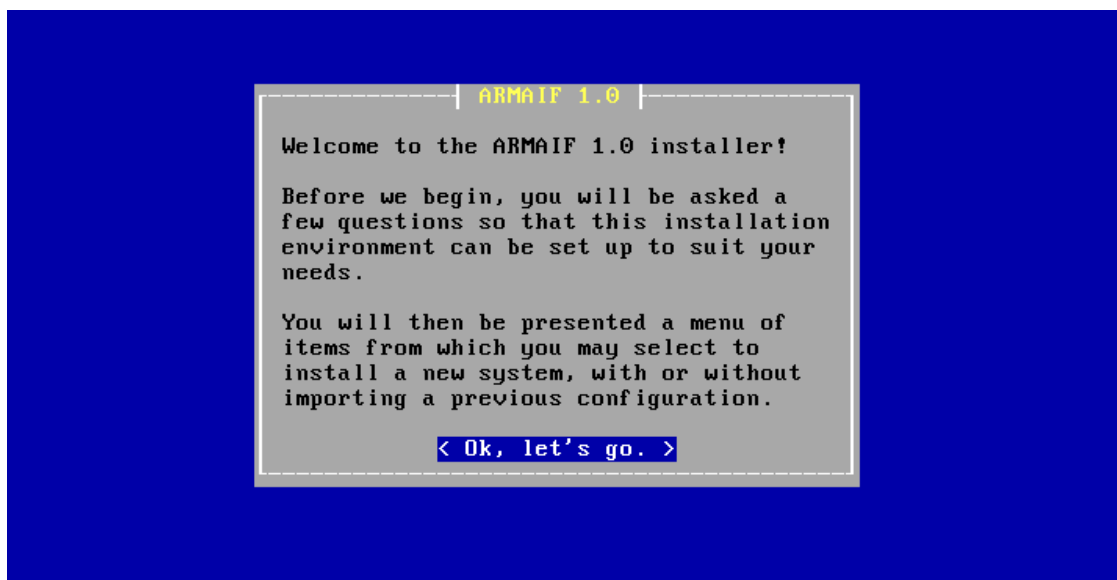 ARMAIF 1.0
Welcome to the ARMAIF 1.0 installer!
Before we begin, you will be asked a
few questions so that this installation
environment can be set up to suit your
needs.
You will then be presented a menu of
items from which you may select to
install a new system, with or without
importing a previous configuration.
< Ok, let's go. >